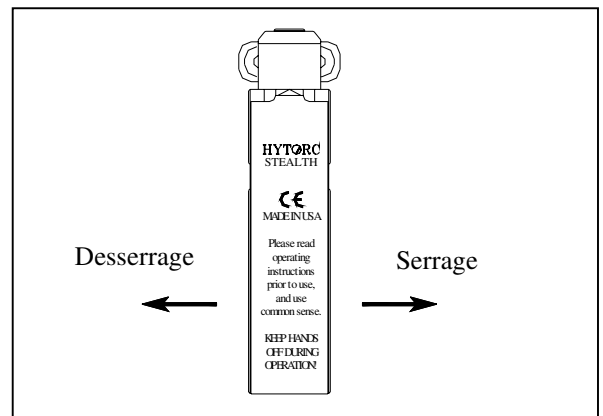 HYTORC
STEALTH
CE
MADE IN USA
Please read
operating
instructions
prior to use,
and use
common sense.
KEEP HANDS
OFF DURING
OPERATION!
Desserrage
Serrage